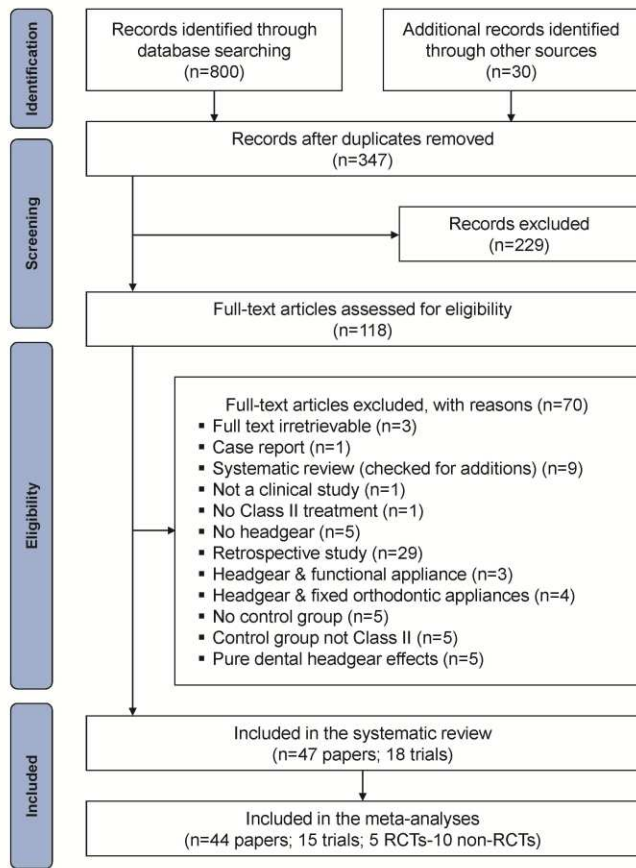 Identification
Records identified through
database searching
(n=800)
Additional records identified
through other sources
(n=30)
Records after duplicates removed
(n=347)
Screening
Records excluded
(n=229)
Full-text articles assessed for eligibility
(n=118)
Eligibility
Full-text articles excluded, with reasons (n=70)
▪ Full text irretrievable (n=3)
▪ Case report (n=1)
▪ Systematic review (checked for additions) (n=9)
▪ Not a clinical study (n=1)
▪ No Class II treatment (n=1)
▪ No headgear (n=5)
▪ Retrospective study (n=29)
▪ Headgear & functional appliance (n=3)
▪ Headgear & fixed orthodontic appliances (n=4)
▪ No control group (n=5)
▪ Control group not Class II (n=5)
▪ Pure dental headgear effects (n=5)
Included
Included in the systematic review
(n=47 papers; 18 trials)
Included in the meta-analyses
(n=44 papers; 15 trials; 5 RCTs-10 non-RCTs)